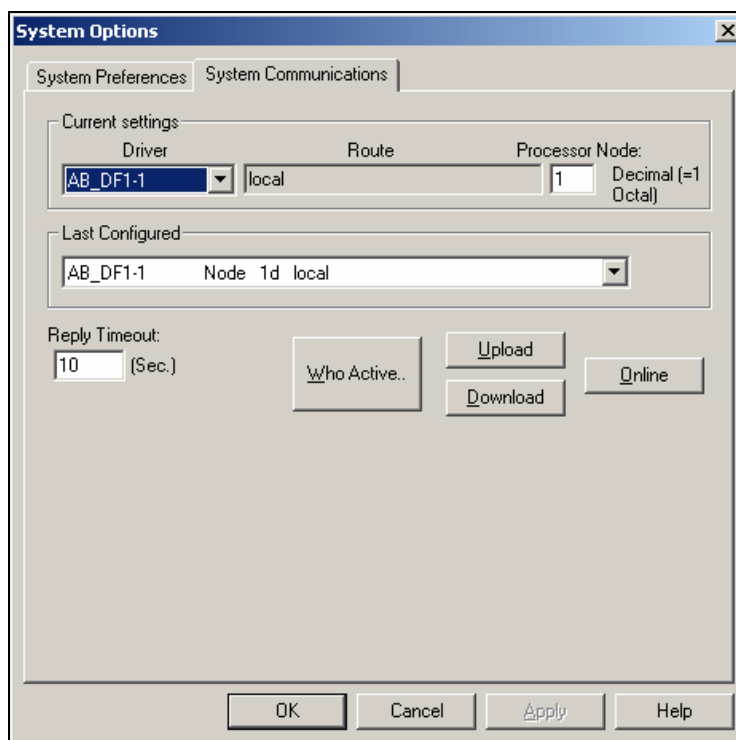 System Options
System Preferences
System Communications
Current settings
Driver
Route
Processor Node:
AB_DF1-1
local
1
Decimal (=1
Octal)
Last Configured
AB_DF1-1 Node 1d local
Reply Timeout:
10 (Sec.)
Who Active..
Upload
Download
Online
OK
Cancel
Apply
Help